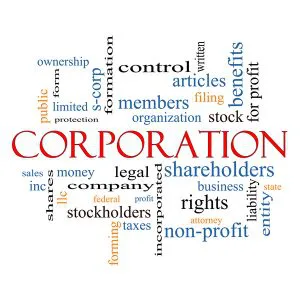 ownership
form
formation
control
written
benefits
for profit
articles
public
s-corp
limited
members
filing
protection
organization
stock
CORPORATION
sales
money
legal
shareholders
inc
shares
llc
company
incorporated
business
liability
state
entity
federal
profit
rights
stockholders
attorney
forming
taxes
non-profit